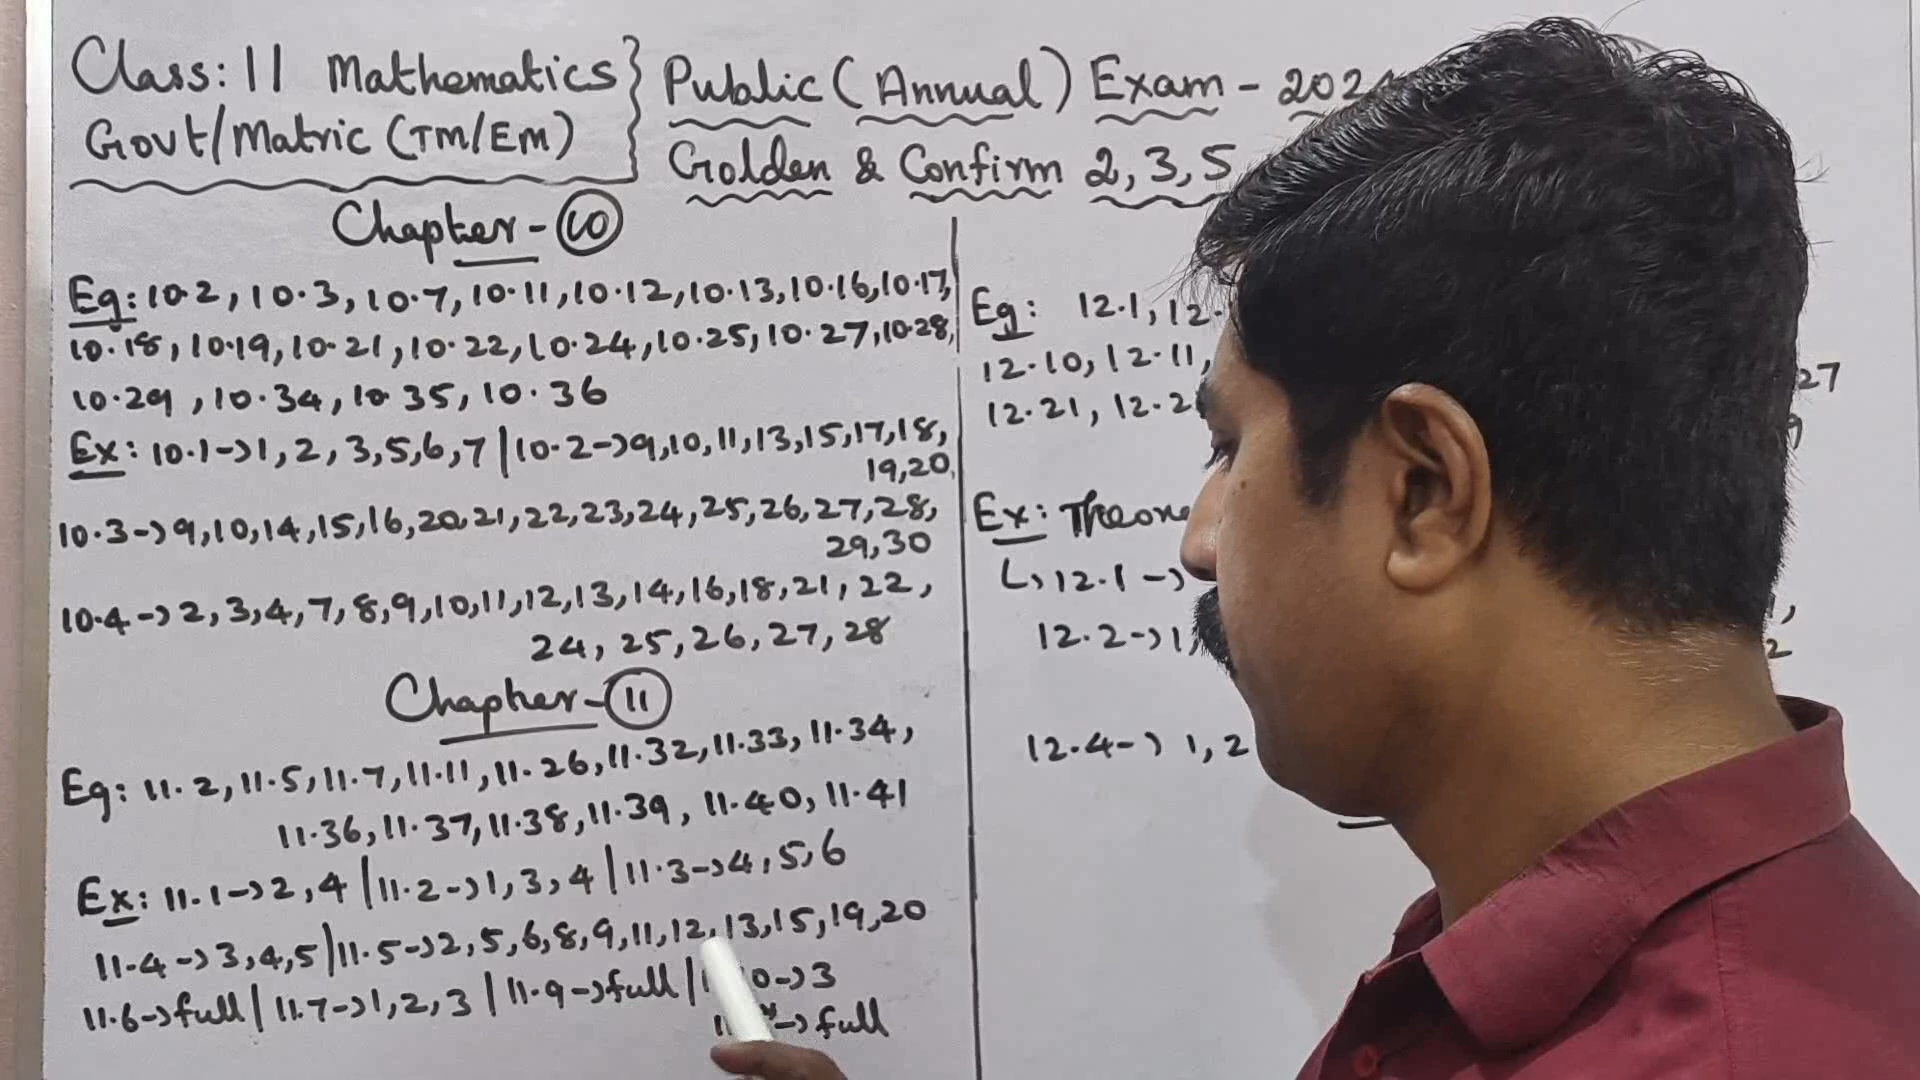 Class: 11 Mathematics
Govt/Matric (TM/EM)
Public (Annual) Exam - 202
Golden & Confirm 2, 3, 5
Chapter - 10
Eg: 10.2, 10.3, 10.7, 10.11, 10.12, 10.13, 10.16, 10.17,
10.18, 10.19, 10.21, 10.22, 10.24, 10.25, 10.27, 10.28,
10.29, 10.34, 10.35, 10.36
Ex: 10.1→1, 2, 3, 5, 6, 7 | 10.2→9, 10, 11, 13, 15, 17, 18,
19, 20,
10.3→9, 10, 14, 15, 16, 20, 21, 22, 23, 24, 25, 26, 27, 28,
29, 30
10.4→2, 3, 4, 7, 8, 9, 10, 11, 12, 13, 14, 16, 18, 21, 22,
24, 25, 26, 27, 28
Chapter - 11
Eg: 11.2, 11.5, 11.7, 11.11, 11.26, 11.32, 11.33, 11.34,
11.36, 11.37, 11.38, 11.39, 11.40, 11.41
Ex: 11.1→2, 4 | 11.2→1, 3, 4 | 11.3→4, 5, 6
11.4→3, 4, 5 | 11.5→2, 5, 6, 8, 9, 11, 12, 13, 15, 19, 20
11.6→full | 11.7→1, 2, 3 | 11.9→full | 0→3
→full
Eg: 12.1, 12.
12.10, 12.11, 27
12.21, 12.2
Ex:
↳ 12.1→
12.2→1, 2
12.4→ 1, 2